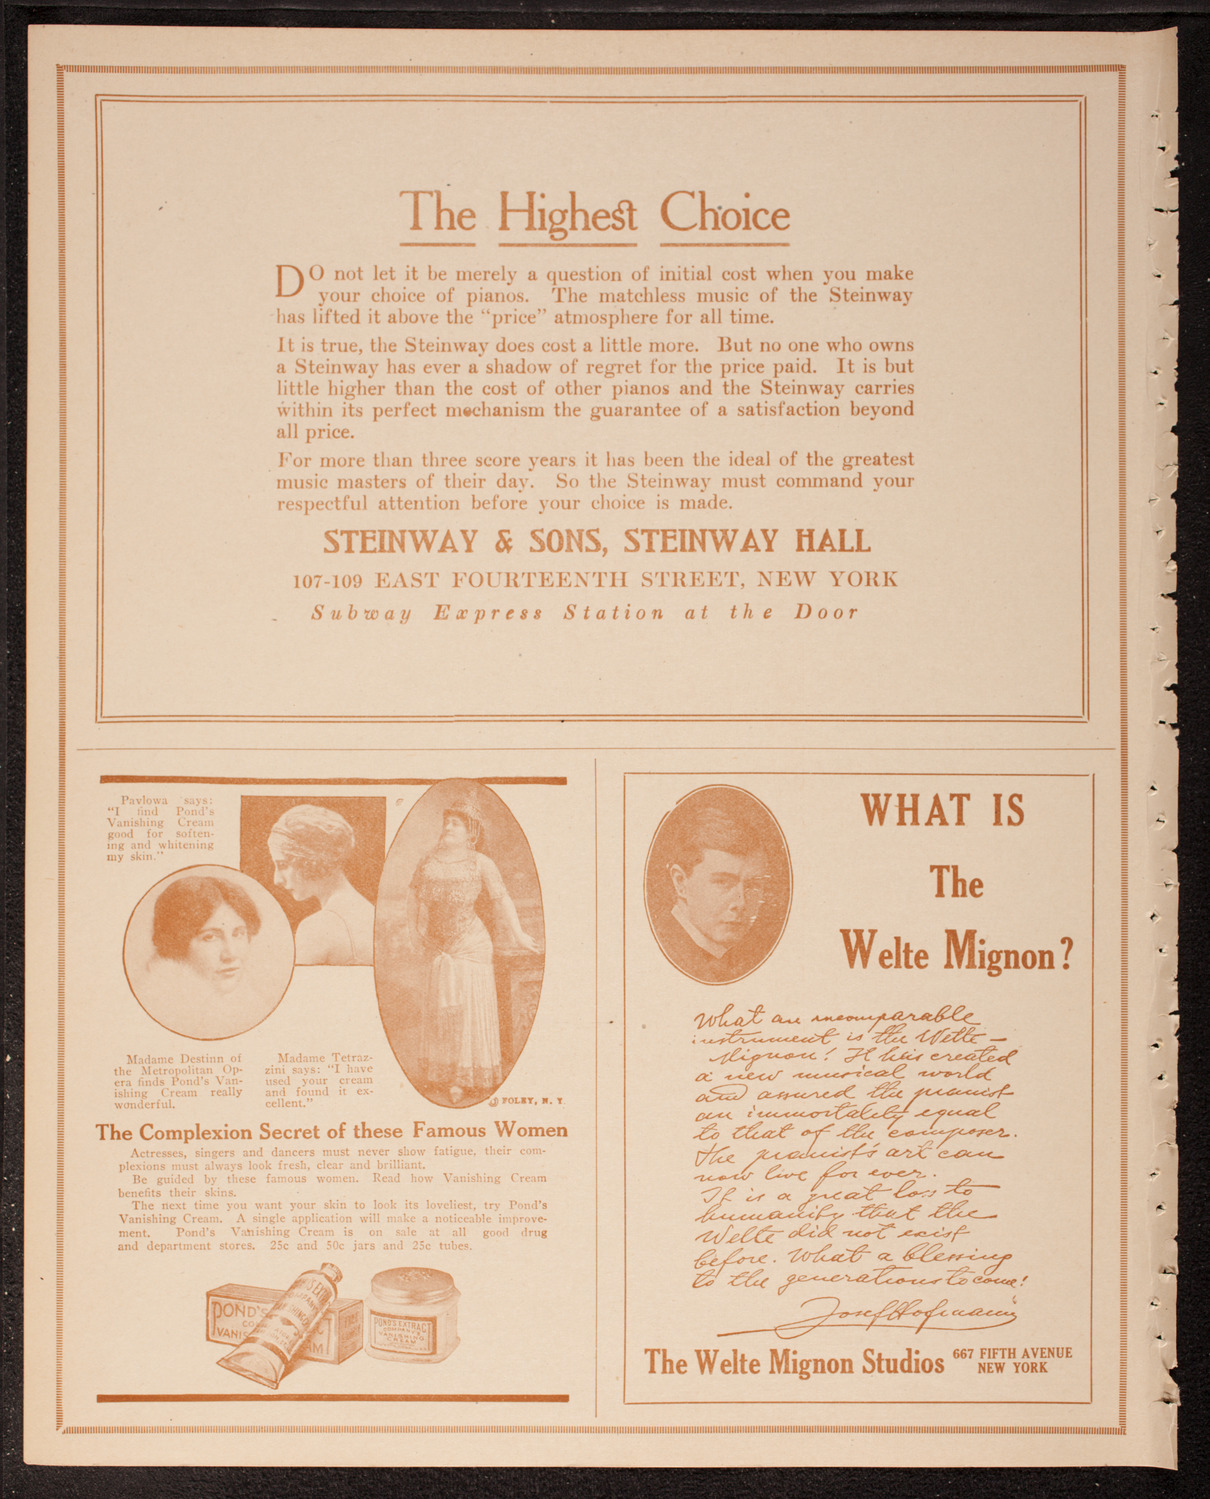 The Highest Choice
DO not let it be merely a question of initial cost when you make
your choice of pianos. The matchless music of the Steinway
has lifted it above the "price" atmosphere for all time.
It is true, the Steinway does cost a little more. But no one who owns
a Steinway has ever a shadow of regret for the price paid. It is but
little higher than the cost of other pianos and the Steinway carries
within its perfect mechanism the guarantee of a satisfaction beyond
all price.
For more than three score years it has been the ideal of the greatest
music masters of their day. So the Steinway must command your
respectful attention before your choice is made.
STEINWAY & SONS, STEINWAY HALL
107-109 EAST FOURTEENTH STREET, NEW YORK
Subway Express Station at the Door
Pavlowa says:
"I find Pond's
Vanishing Cream
good for soften-
ing and whitening
my skin."
Madame Destinn of
the Metropolitan Op-
era finds Pond's Van-
ishing Cream really
wonderful.
Madame Tetraz-
zini says: "I have
used your cream
and found it ex-
cellent."
© FOLEY, N. Y.
The Complexion Secret of these Famous Women
Actresses, singers and dancers must never show fatigue, their com-
plexions must always look fresh, clear and brilliant.
Be guided by these famous women. Read how Vanishing Cream
benefits their skins.
The next time you want your skin to look its loveliest, try Pond's
Vanishing Cream. A single application will make a noticeable improve-
ment. Pond's Vanishing Cream is on sale at all good drug
and department stores. 25c and 50c jars and 25c tubes.
POND'S
VANIS
POND'S EXTRACT
COMPANY'S
VANISHING
CREAM
WHAT IS
The
Welte Mignon?
What an incomparable
instrument is the Welte-
Mignon! It has created
a new musical world
and assured the pianist
an immortality equal
to that of the composer.
The pianist's art can
now live for ever.
It is a great loss to
humanity that the
Welte did not exist
before. What a blessing
to the generations to come!
Josef Hofmann
The Welte Mignon Studios
667 FIFTH AVENUE
NEW YORK